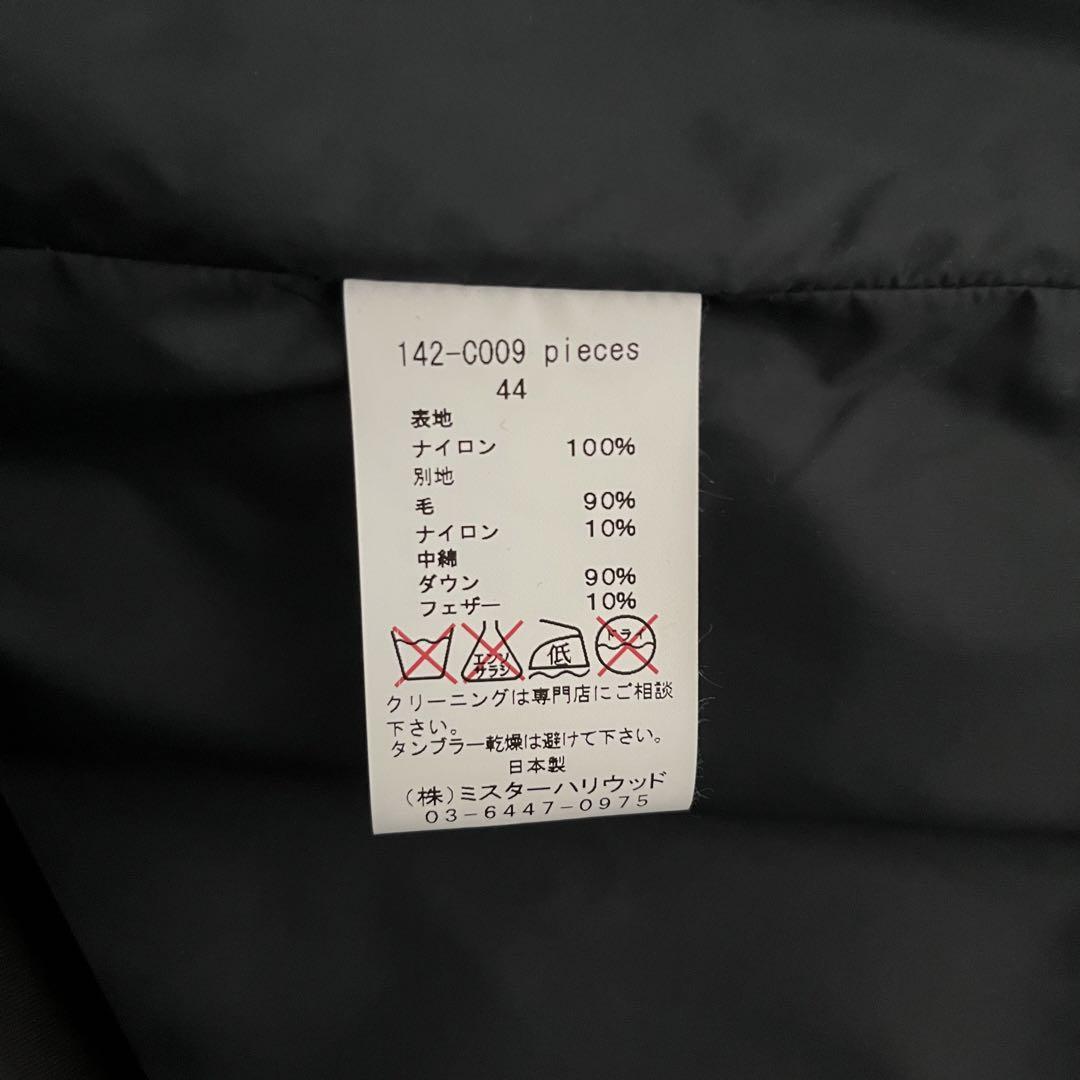 142-C009 pieces
44
表地
ナイロン 100%
別地
毛 90%
ナイロン 10%
中綿
ダウン 90%
フェザー 10%
エンソ
サラシ
低
ドライ
クリーニングは専門店にご相談
下さい。
タンブラー乾燥は避けて下さい。
日本製
(株)ミスターハリウッド
03-6447-0975